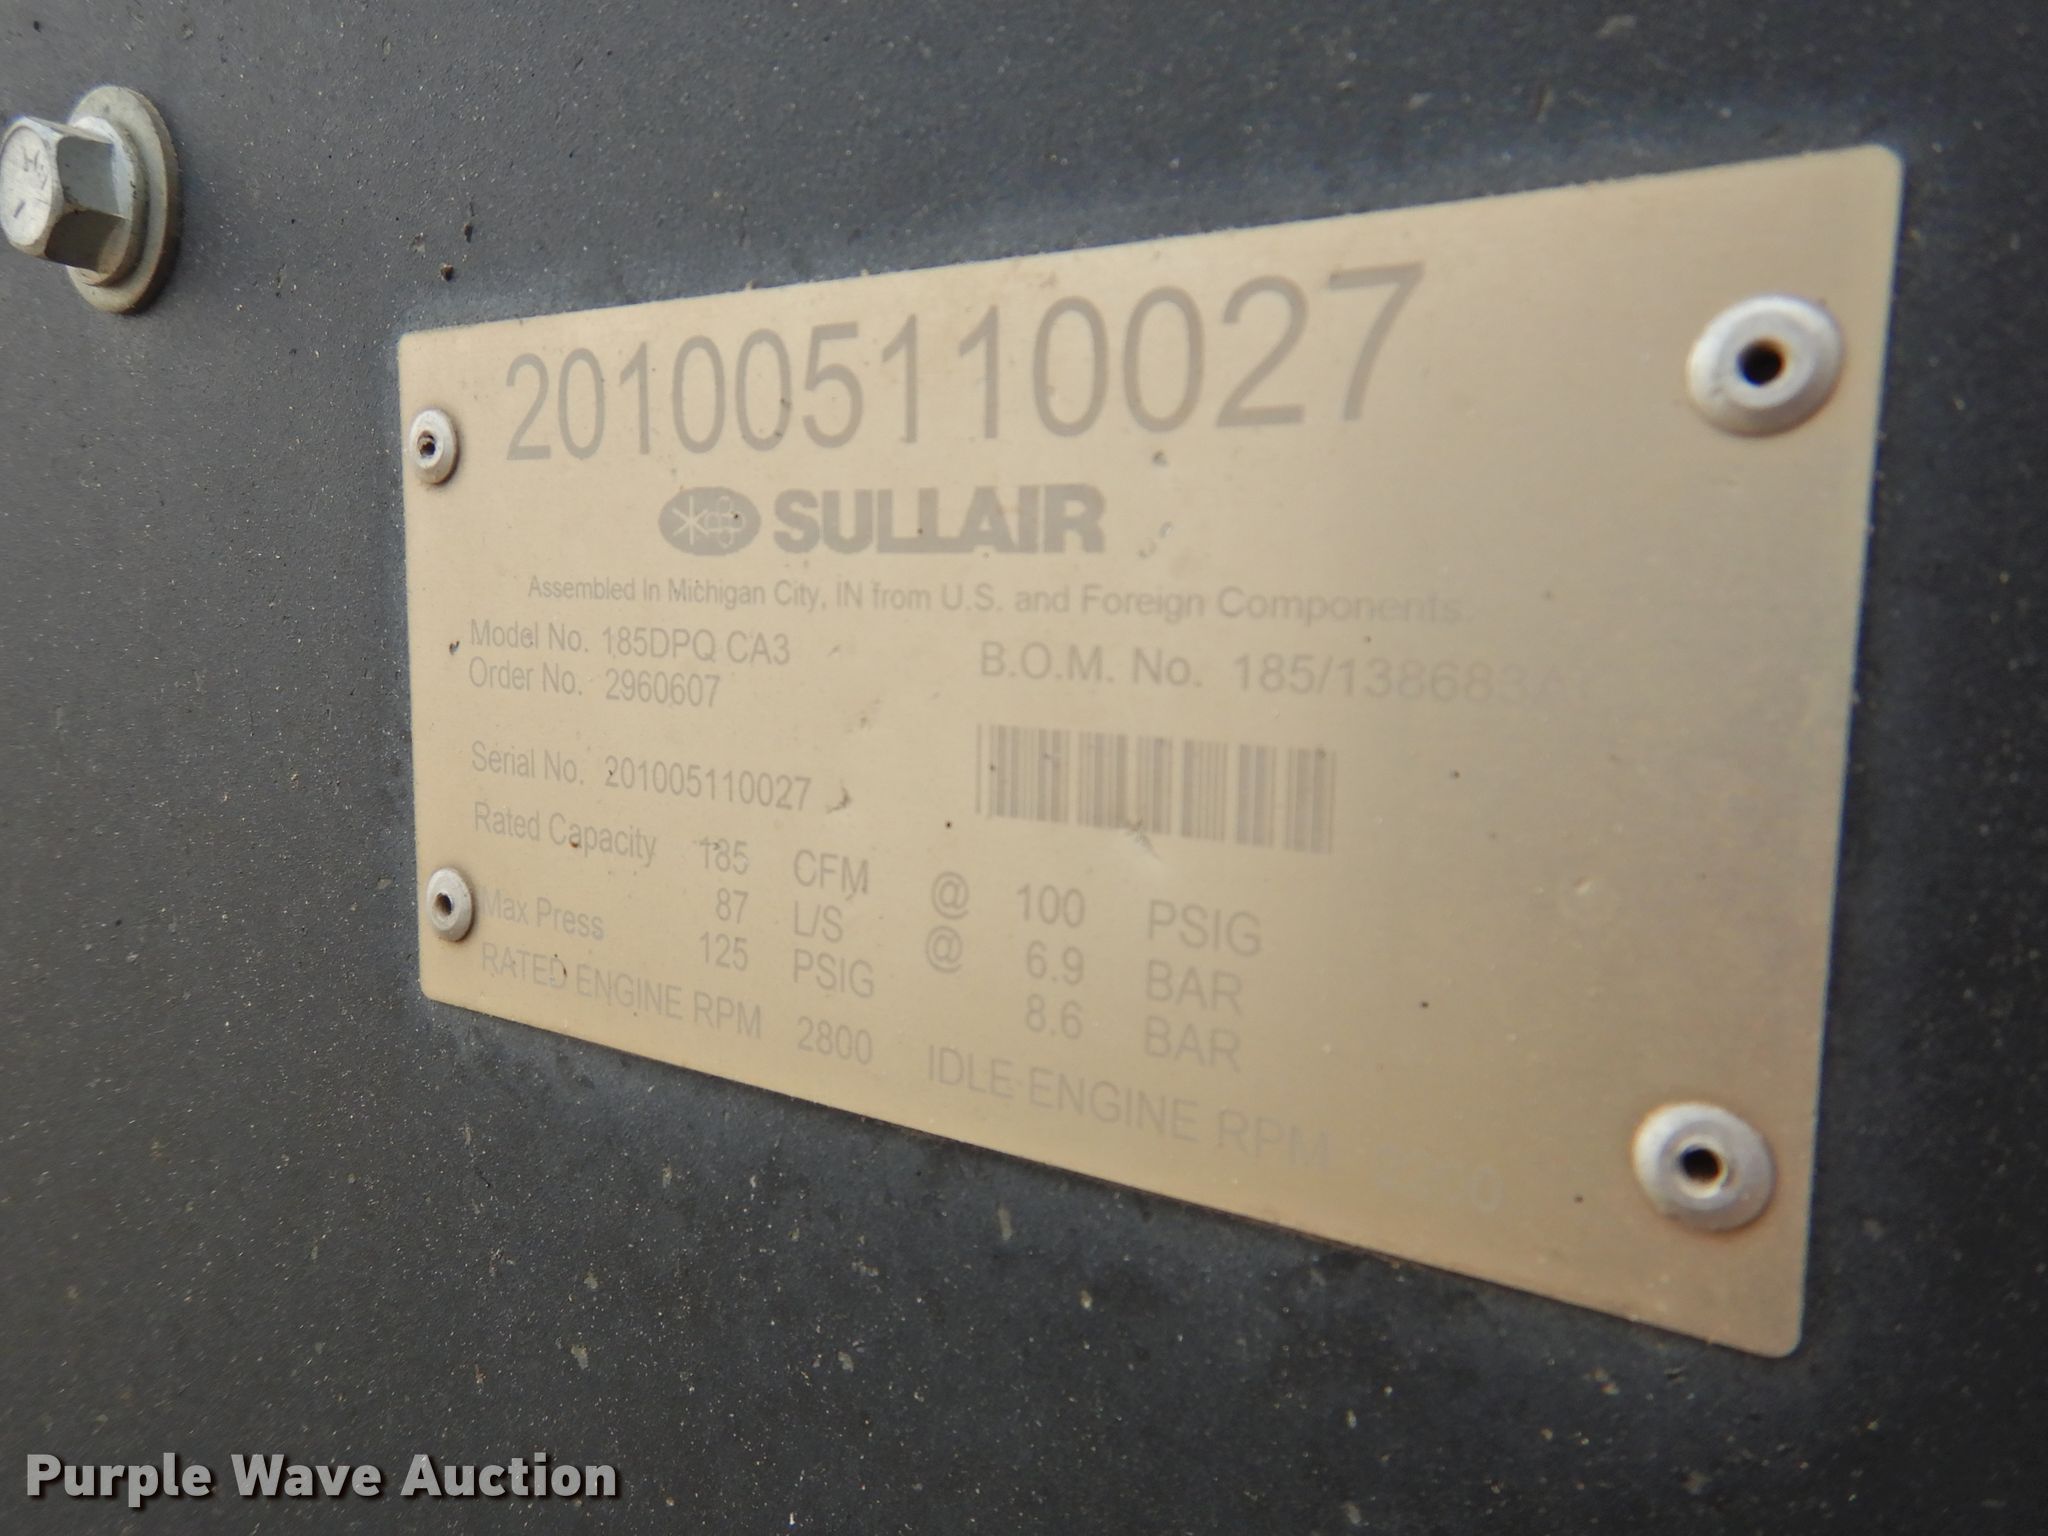 201005110027
SULLAIR
Assembled In Michigan City, IN from U.S. and Foreign Components
Model No. 185DPQ CA3 B.O.M. No.
Order No. 2960607
Serial No. 201005110027
Rated Capacity 185 CFM @ 100 PSIG
87 L/S @ 6.9 BAR
Max Press 125 PSIG 8.6 BAR
RATED ENGINE RPM 2800 IDLE ENGINE RPM
Purple Wave Auction